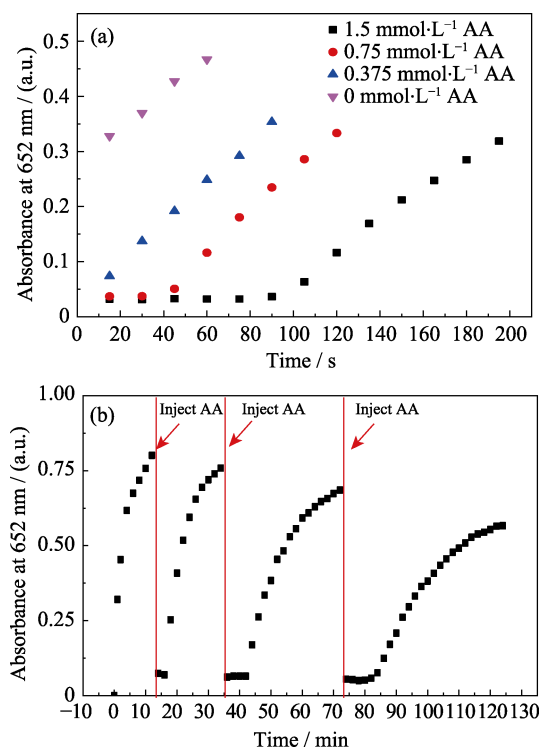 (a)
1.5 mmol·L⁻¹ AA
0.75 mmol·L⁻¹ AA
0.375 mmol·L⁻¹ AA
0 mmol·L⁻¹ AA
Absorbance at 652 nm / (a.u.)
0.5
0.4
0.3
0.2
0.1
0
0 20 40 60 80 100 120 140 160 180 200
Time / s
(b)
Inject AA Inject AA Inject AA
Absorbance at 652 nm / (a.u.)
1.00
0.75
0.50
0.25
0
−10 0 10 20 30 40 50 60 70 80 90 100 110 120 130
Time / min